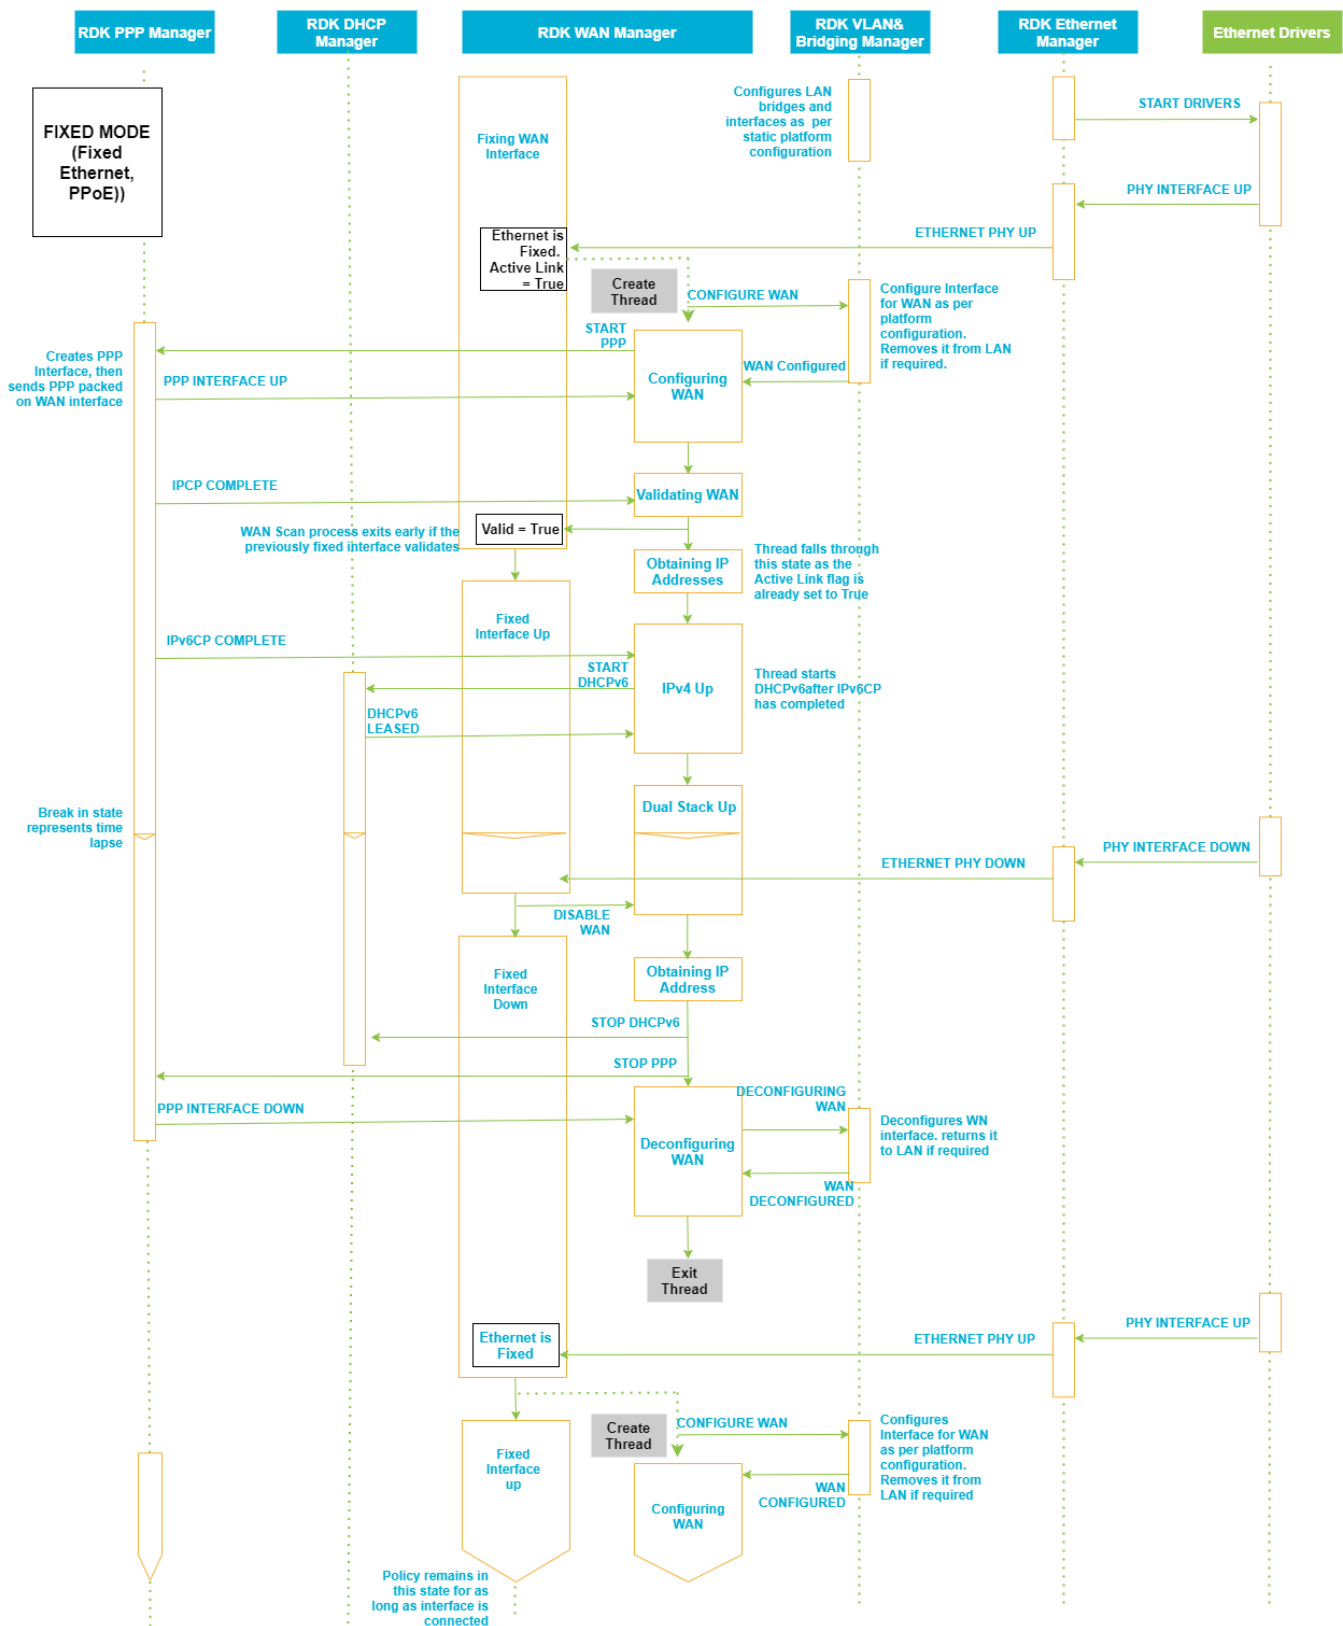 RDK PPP Manager
RDK DHCP
Manager
RDK WAN Manager
RDK VLAN&
Bridging Manager
RDK Ethernet
Manager
Ethernet Drivers
FIXED MODE
(Fixed
Ethernet,
PPoE))
Fixing WAN
Interface
Configures LAN
bridges and
interfaces as per
static platform
configuration
START DRIVERS
PHY INTERFACE UP
ETHERNET PHY UP
Ethernet is
Fixed.
Active Link
= True
Create
Thread
CONFIGURE WAN
Configure Interface
for WAN as per
platform
configuration.
Removes it from LAN
if required.
START
PPP
Creates PPP
Interface, then
sends PPP packed
on WAN interface
PPP INTERFACE UP
WAN Configured
Configuring
WAN
IPCP COMPLETE
Validating WAN
WAN Scan process exits early if the
previously fixed interface validates
Valid = True
Obtaining IP
Addresses
Thread falls through
this state as the
Active Link flag is
already set to True
Fixed
Interface Up
IPv6CP COMPLETE
START
DHCPv6
IPv4 Up
Thread starts
DHCPv6after IPv6CP
has completed
DHCPv6
LEASED
Dual Stack Up
Break in state
represents time
lapse
PHY INTERFACE DOWN
ETHERNET PHY DOWN
DISABLE
WAN
Fixed
Interface
Down
Obtaining IP
Address
STOP DHCPv6
STOP PPP
PPP INTERFACE DOWN
DECONFIGURING
WAN
Deconfiguring
WAN
Deconfigures WN
interface. returns it
to LAN if required
WAN
DECONFIGURED
Exit
Thread
PHY INTERFACE UP
ETHERNET PHY UP
Ethernet is
Fixed
Create
Thread
CONFIGURE WAN
Configures
Interface for WAN
as per platform
configuration.
Removes it from
LAN if required
Fixed
Interface
up
WAN
CONFIGURED
Configuring
WAN
Policy remains in
this state for as
long as interface is
connected